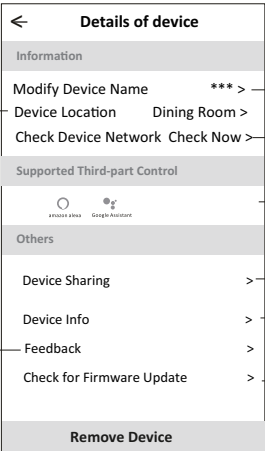 ← Details of device
Information
Modify Device Name *** >
Device Location Dining Room >
Check Device Network Check Now >
Supported Third-part Control
amazon alexa Google Assistant
Others
Device Sharing >
Device Info >
Feedback >
Check for Firmware Update >
Remove Device